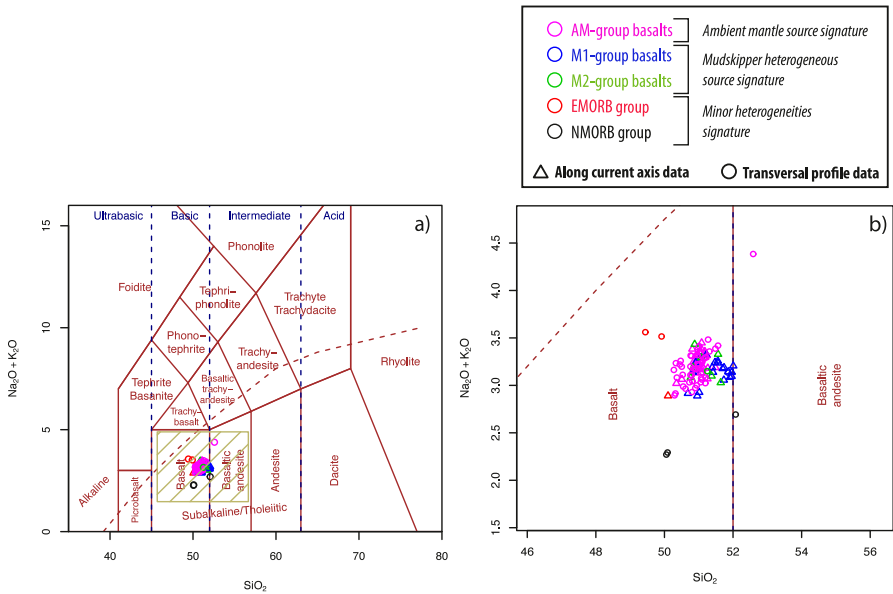 AM–group basalts
Ambient mantle source signature
M1-group basalts
M2-group basalts
Mudskipper heterogeneous
source signature
EMORB group
NMORB group
Minor heterogeneities
signature
Along current axis data
Transversal profile data
a)
Ultrabasic
Basic
Intermediate
Acid
Phonolite
Foidite
Tephri–
phonolite
Trachyte
Trachydacite
Phono–
tephrite
Trachy–
andesite
Rhyolite
Tephrite
Basanite
Basaltic
trachy–
andesite
Trachy–
basalt
Alkaline
Picrobasalt
Basalt
Basaltic
andesite
Andesite
Dacite
Subalkaline/Tholeiitic
Na2O + K2O
0
5
10
15
40
50
60
70
80
SiO2
b)
Basalt
Basaltic
andesite
Na2O + K2O
4.5
4.0
3.5
3.0
2.5
2.0
1.5
46
48
50
52
54
56
SiO2